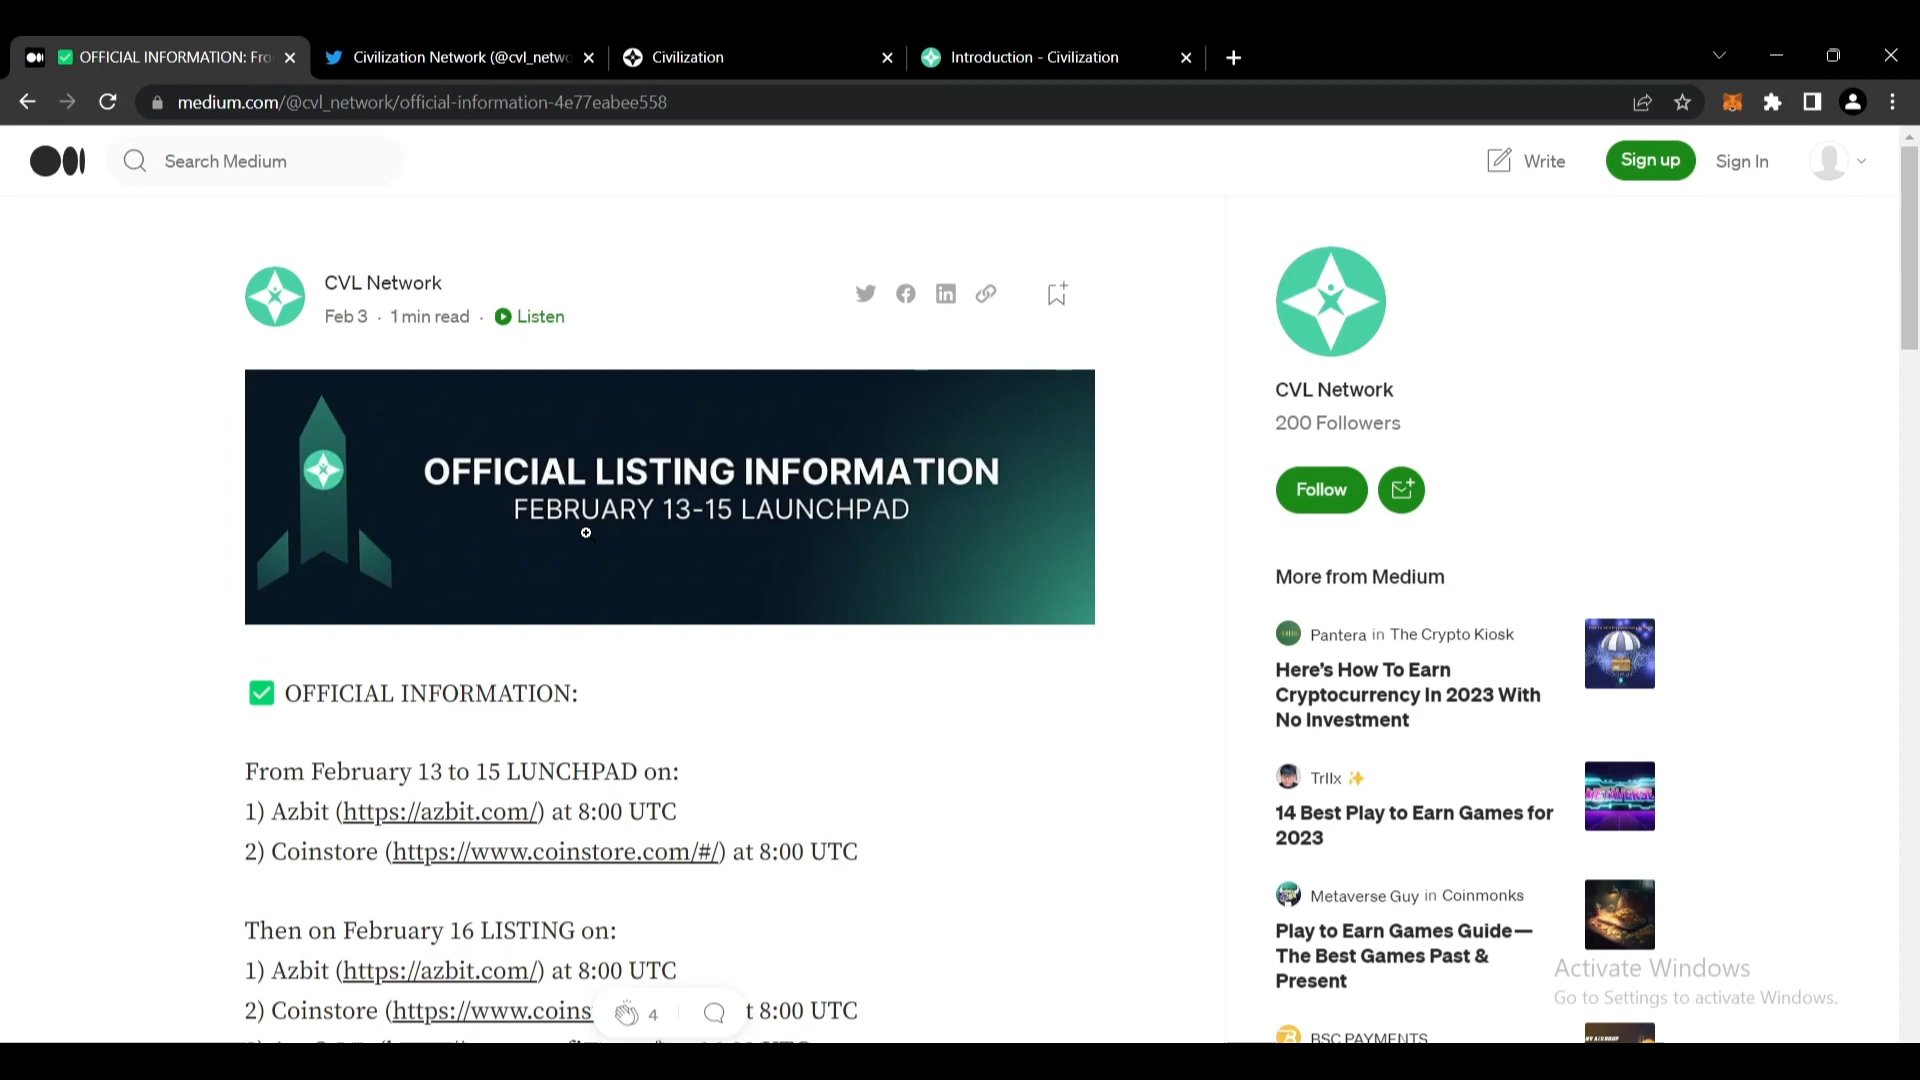 OFFICIAL INFORMATION: Fro
Civilization Network (@cvl_netwo
Civilization
Introduction - Civilization
medium.com/@cvl_network/official-information-4e77eabee558
Search Medium
Write
Sign up
Sign In
CVL Network
Feb 3 · 1 min read · Listen
OFFICIAL LISTING INFORMATION
FEBRUARY 13-15 LAUNCHPAD
✅ OFFICIAL INFORMATION:
From February 13 to 15 LUNCHPAD on:
1) Azbit (https://azbit.com/) at 8:00 UTC
2) Coinstore (https://www.coinstore.com/#/) at 8:00 UTC
Then on February 16 LISTING on:
1) Azbit (https://azbit.com/) at 8:00 UTC
2) Coinstore (https://www.coins t 8:00 UTC
4
CVL Network
200 Followers
Follow
More from Medium
Pantera in The Crypto Kiosk
Here's How To Earn
Cryptocurrency In 2023 With
No Investment
Trllx ✨
14 Best Play to Earn Games for
2023
Metaverse Guy in Coinmonks
Play to Earn Games Guide—
The Best Games Past &
Present
BSC PAYMENTS
Activate Windows
Go to Settings to activate Windows.